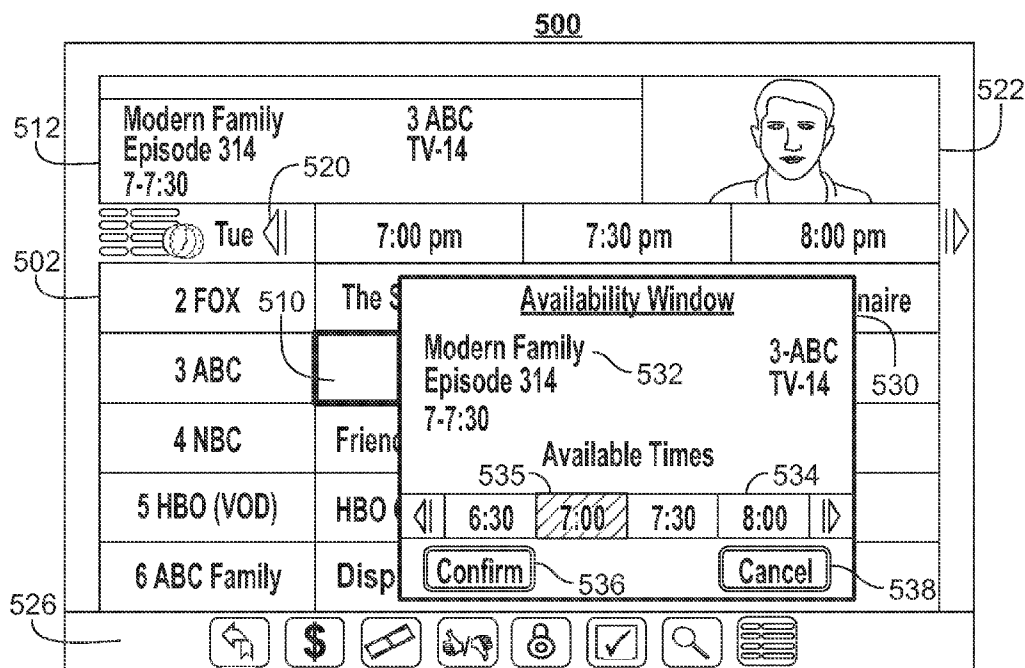 500
522
512
Modern Family 3 ABC
Episode 314 TV-14
7-7:30
520
Tue 7:00 pm 7:30 pm 8:00 pm
502
2 FOX 510 The S Availability Window naire
Modern Family 532 3-ABC
3 ABC Episode 314 TV-14 530
7-7:30
4 NBC Frien Available Times
535 534
5 HBO (VOD) HBO 6:30 7:00 7:30 8:00
6 ABC Family Disp Confirm 536 Cancel 538
526
$